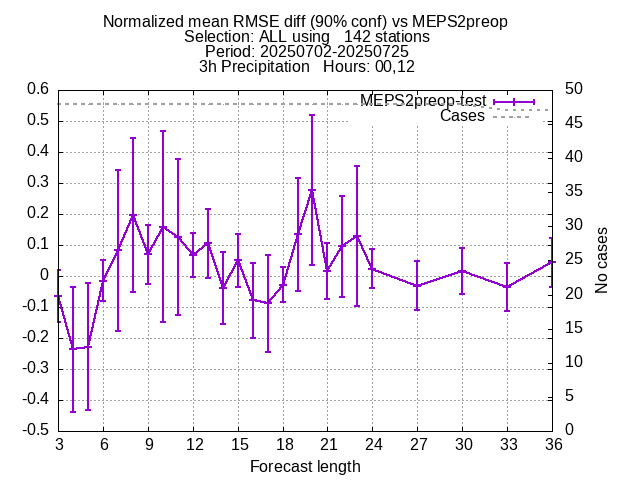 Normalized mean RMSE diff (90% conf) vs MEPS2preop
Selection: ALL using   142 stations
Period: 20250702-20250725
3h Precipitation   Hours: 00,12
MEPS2preop-test
Cases
0.6
0.5
0.4
0.3
0.2
0.1
0
-0.1
-0.2
-0.3
-0.4
-0.5
50
45
40
35
30
25
20
15
10
5
0
No cases
3 6 9 12 15 18 21 24 27 30 33 36
Forecast length